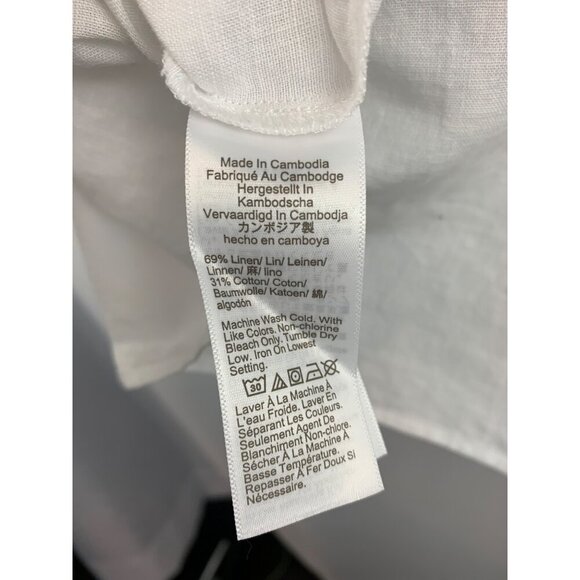 Made In Cambodia
Fabriqué Au Cambodge
Hergestellt In
Kambodscha
Vervaardigd In Cambodja
カンボジア製
hecho en camboya
69% Linen/ Lin/ Leinen/
Linnen/ 麻/ lino
31% Cotton/ Coton/
Baumwolle/ Katoen/ 綿/
algodón
Machine Wash Cold. With
Like Colors. Non-chlorine
Bleach Only. Tumble Dry
Low. Iron On Lowest
Setting.
30
Laver À La Machine À
L'eau Froide. Laver En
Séparant Les Couleurs.
Seulement Agent De
Blanchiment Non-chlore.
Sécher À La Machine À
Basse Température.
Repasser À Fer Doux Si
Nécessaire.